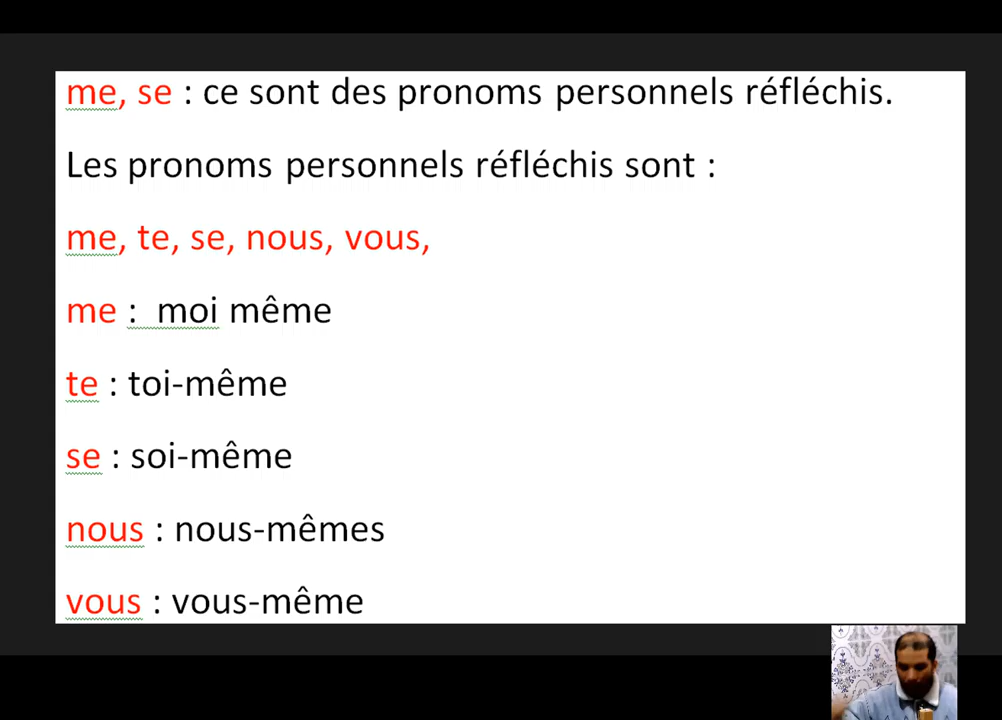 me, se : ce sont des pronoms personnels réfléchis.
Les pronoms personnels réfléchis sont :
me, te, se, nous, vous,
me :  moi même
te : toi-même
se : soi-même
nous : nous-mêmes
vous : vous-même